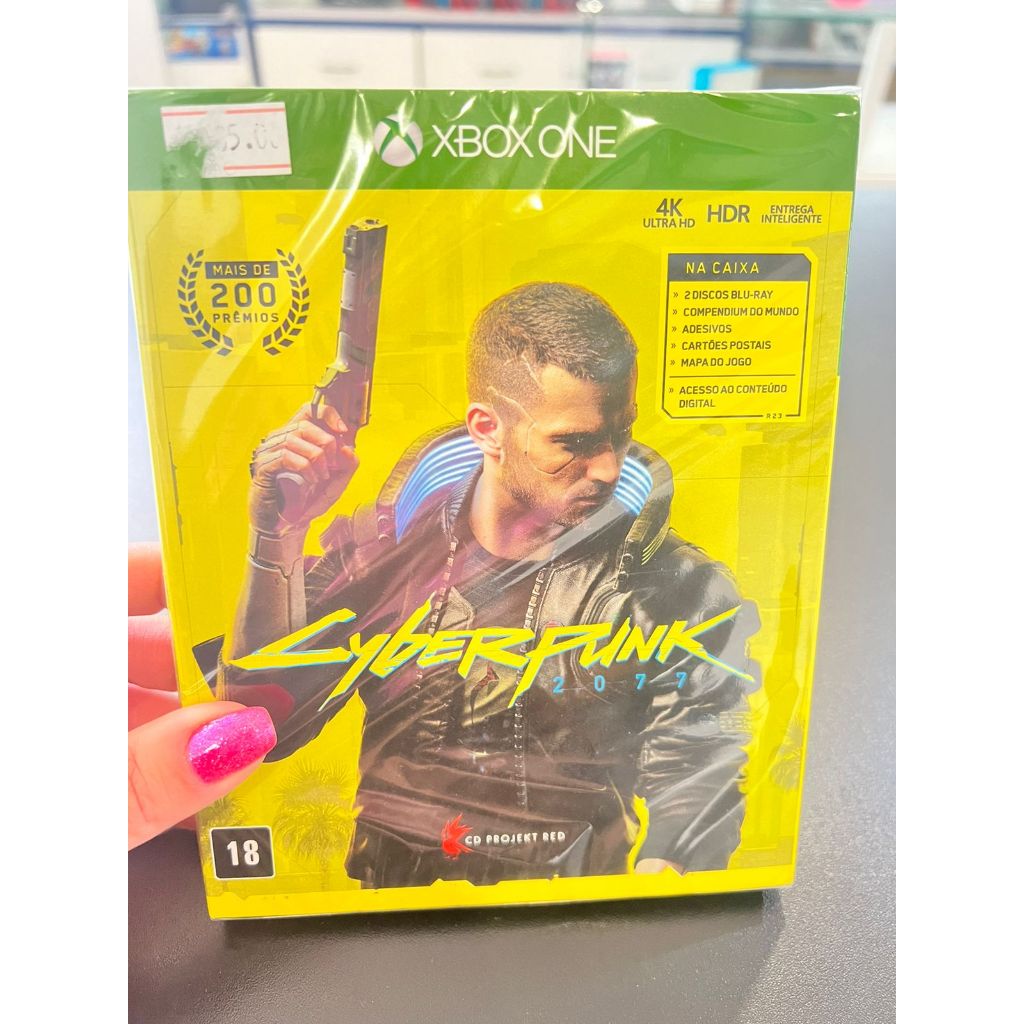 XBOX ONE
4K
ULTRA HD
HDR
ENTREGA
INTELIGENTE
MAIS DE
200
PRÊMIOS
NA CAIXA
» 2 DISCOS BLU-RAY
» COMPENDIUM DO MUNDO
» ADESIVOS
» CARTÕES POSTAIS
» MAPA DO JOGO
» ACESSO AO CONTEÚDO
DIGITAL
R23
CYBERPUNK
2077
CD PROJEKT RED
18